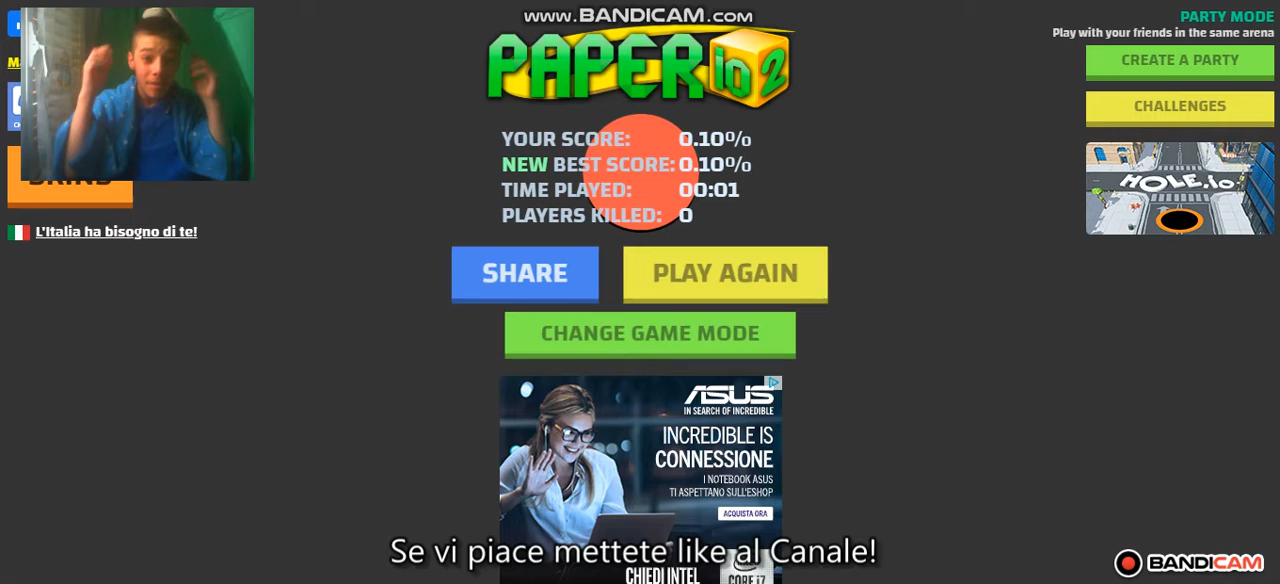 www.BANDICAM.com
PAPER io 2
PARTY MODE
Play with your friends in the same arena
CREATE A PARTY
CHALLENGES
HOLE.io
YOUR SCORE: 0.10%
NEW BEST SCORE: 0.10%
TIME PLAYED: 00:01
PLAYERS KILLED: 0
L'Italia ha bisogno di te!
SHARE
PLAY AGAIN
CHANGE GAME MODE
ASUS
IN SEARCH OF INCREDIBLE
INCREDIBLE IS
CONNESSIONE
I NOTEBOOK ASUS
TI ASPETTANO SULL'ESHOP
ACQUISTA ORA
Se vi piace mettete like al Canale!
CHIEDI INTEL
CORE i7
BANDICAM